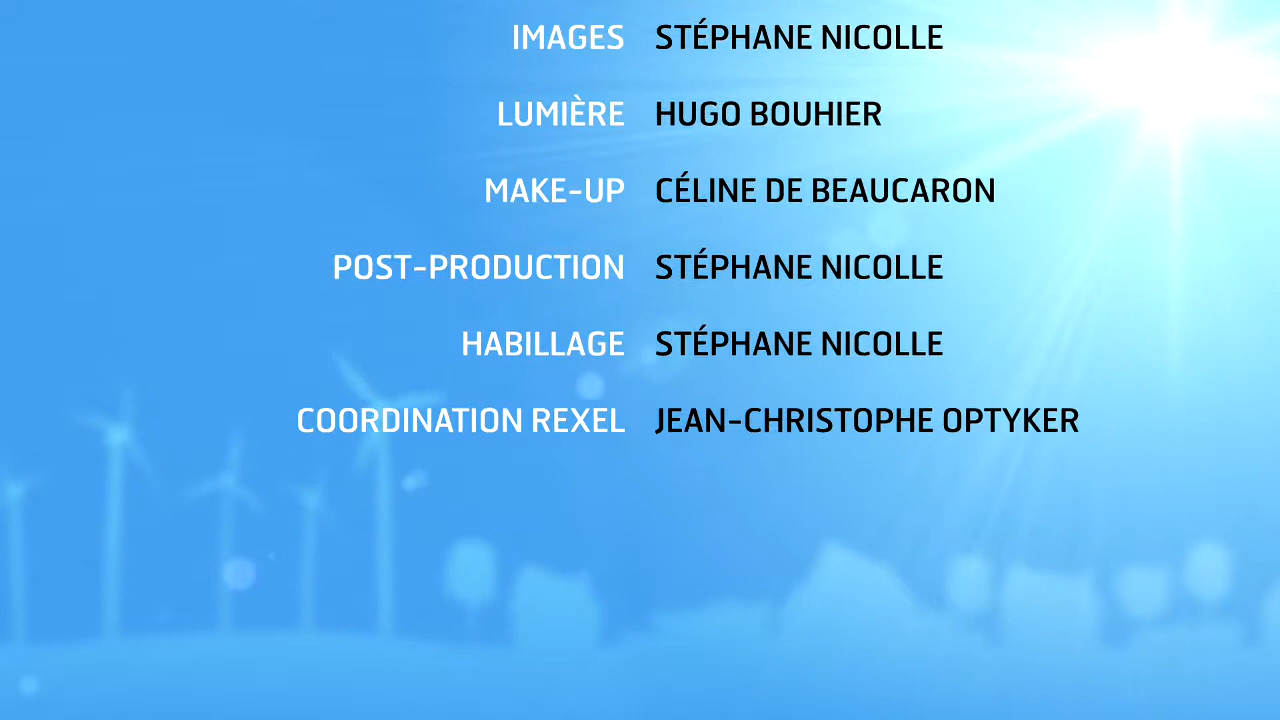 IMAGES STÉPHANE NICOLLE
LUMIÈRE HUGO BOUHIER
MAKE-UP CÉLINE DE BEAUCARON
POST-PRODUCTION STÉPHANE NICOLLE
HABILLAGE STÉPHANE NICOLLE
COORDINATION REXEL JEAN-CHRISTOPHE OPTYKER